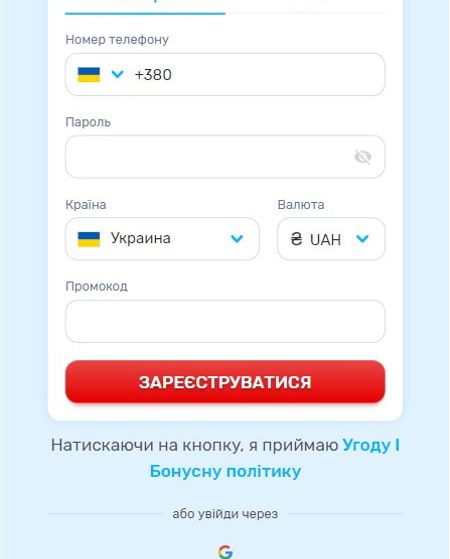 Номер телефону
+380
Пароль
Країна
Валюта
Украина
₴ UAH
Промокод
ЗАРЕЄСТРУВАТИСЯ
Натискаючи на кнопку, я приймаю Угоду І
Бонусну політику
або увійди через